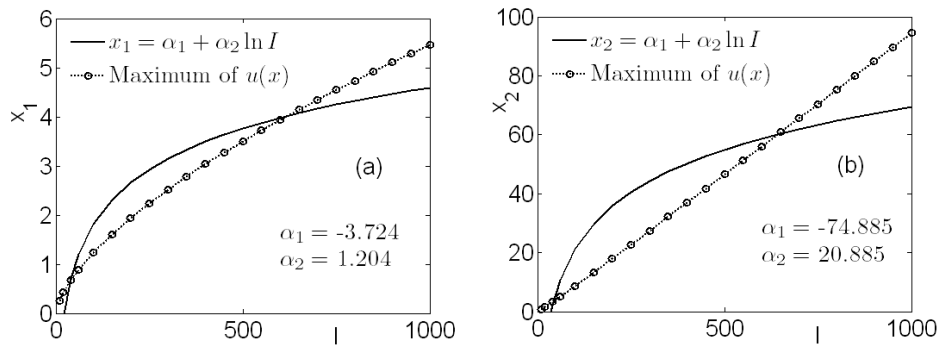 6
5
4
3
2
1
0
x₁
x₁ = α₁ + α₂ ln I
Maximum of u(x)
(a)
α₁ = -3.724
α₂ = 1.204
0 500 1000
I
100
80
60
40
20
0
x₂
x₂ = α₁ + α₂ ln I
Maximum of u(x)
(b)
α₁ = -74.885
α₂ = 20.885
0 500 1000
I